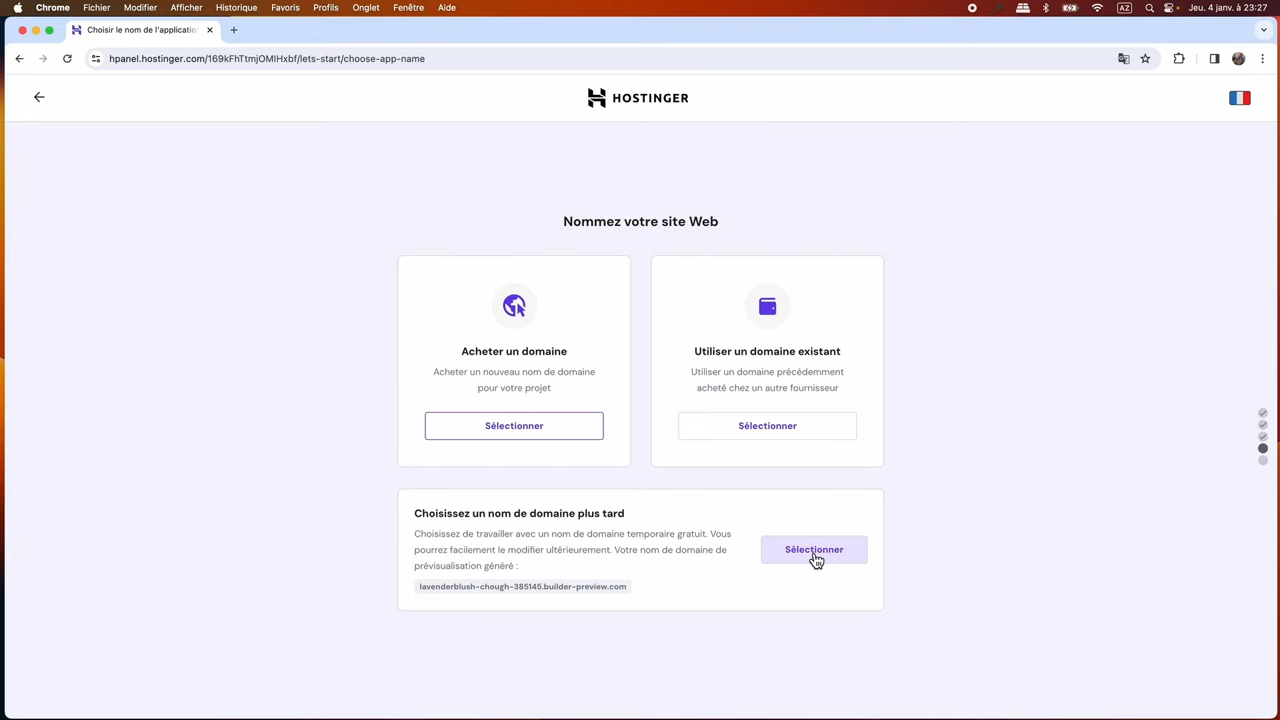 Chrome Fichier Modifier Afficher Historique Favoris Profils Onglet Fenêtre Aide AZ Jeu. 4 janv. à 23:27
Choisir le nom de l'applicatio
hpanel.hostinger.com/169kFhTtmjOMlHxbf/lets-start/choose-app-name
HOSTINGER
Nommez votre site Web
Acheter un domaine
Acheter un nouveau nom de domaine
pour votre projet
Sélectionner
Utiliser un domaine existant
Utiliser un domaine précédemment
acheté chez un autre fournisseur
Sélectionner
Choisissez un nom de domaine plus tard
Choisissez de travailler avec un nom de domaine temporaire gratuit. Vous
pourrez facilement le modifier ultérieurement. Votre nom de domaine de
prévisualisation généré :
lavenderblush-chough-385145.builder-preview.com
Sélectionner